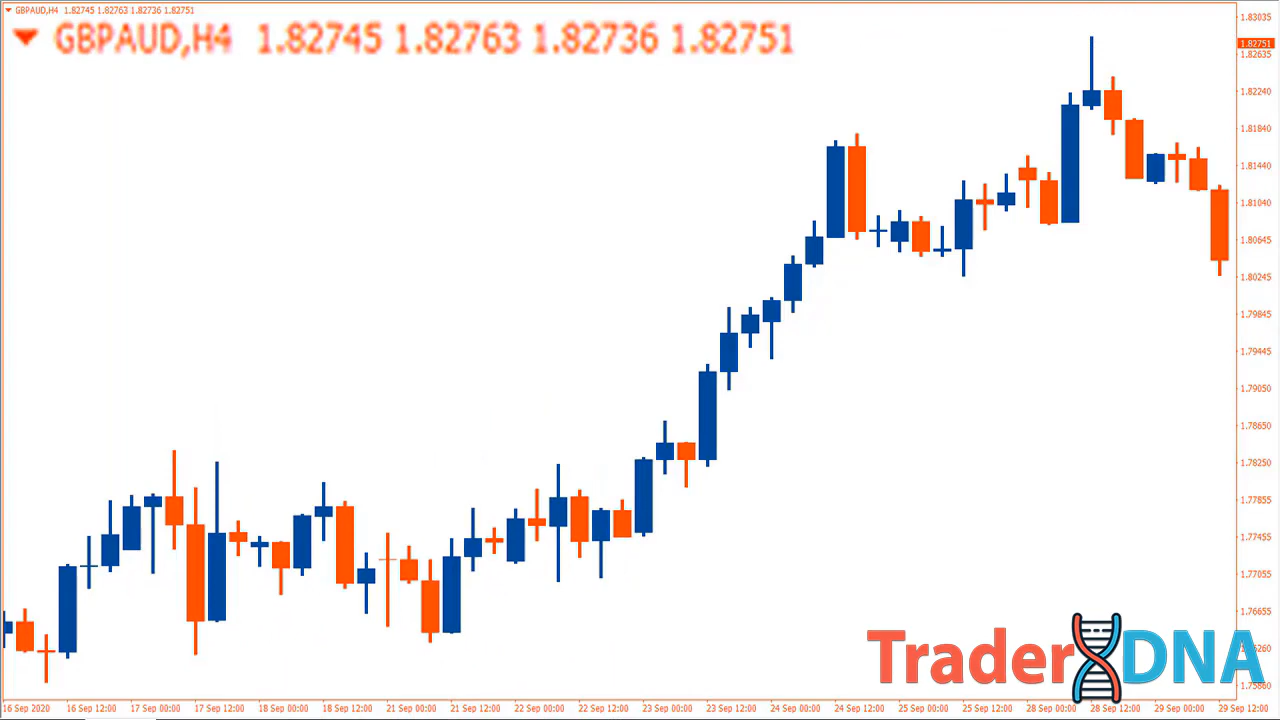 GBPAUD,H4 1.82745 1.82763 1.82736 1.82751
GBPAUD,H4 1.82745 1.82763 1.82736 1.82751
1.83035
1.82751
1.82635
1.82240
1.81840
1.81440
1.81040
1.80645
1.80245
1.79845
1.79445
1.79050
1.78650
1.78250
1.77855
1.77455
1.77055
1.76655
1.76260
1.75860
TraderDNA
16 Sep 2020
16 Sep 12:00
17 Sep 00:00
17 Sep 12:00
18 Sep 00:00
18 Sep 12:00
21 Sep 00:00
21 Sep 12:00
22 Sep 00:00
22 Sep 12:00
23 Sep 00:00
23 Sep 12:00
24 Sep 00:00
24 Sep 12:00
25 Sep 00:00
25 Sep 12:00
28 Sep 00:00
28 Sep 12:00
29 Sep 00:00
29 Sep 12:00